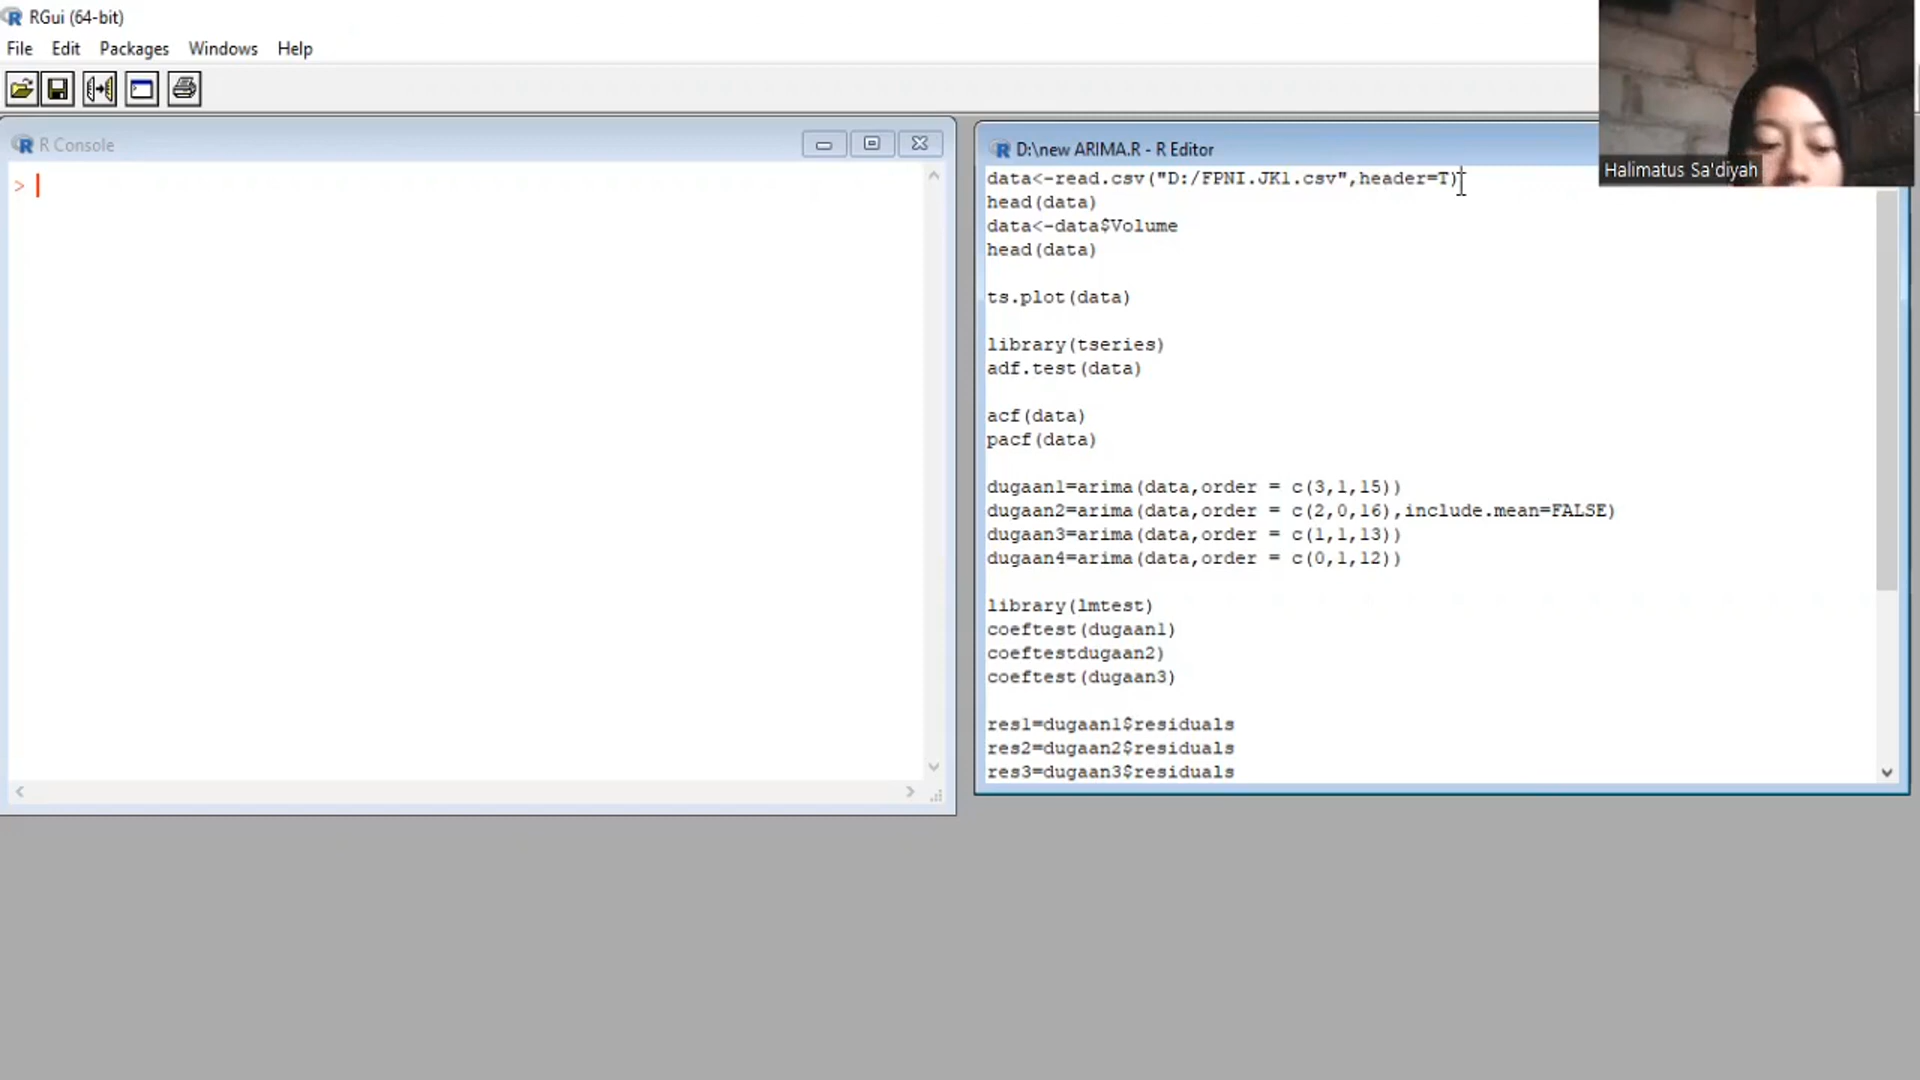 RGui (64-bit)
File Edit Packages Windows Help
R Console
>
D:\new ARIMA.R - R Editor
data<-read.csv("D:/FPNI.JK1.csv",header=T)
head(data)
data<-data$Volume
head(data)
ts.plot(data)
library(tseries)
adf.test(data)
acf(data)
pacf(data)
dugaan1=arima(data,order = c(3,1,15))
dugaan2=arima(data,order = c(2,0,16),include.mean=FALSE)
dugaan3=arima(data,order = c(1,1,13))
dugaan4=arima(data,order = c(0,1,12))
library(lmtest)
coeftest(dugaan1)
coeftestdugaan2)
coeftest(dugaan3)
res1=dugaan1$residuals
res2=dugaan2$residuals
res3=dugaan3$residuals
Halimatus Sa'diyah